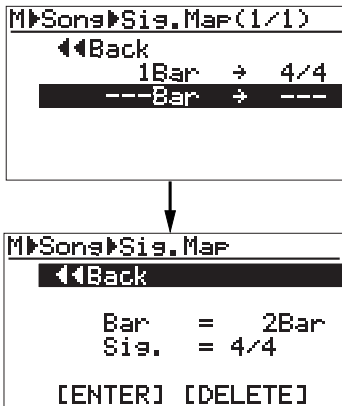 M▶Song▶Sig.Map(1/1)
◀◀Back
1Bar → 4/4
---Bar → ---
M▶Song▶Sig.Map
◀◀Back
Bar = 2Bar
Sig. = 4/4
[ENTER] [DELETE]